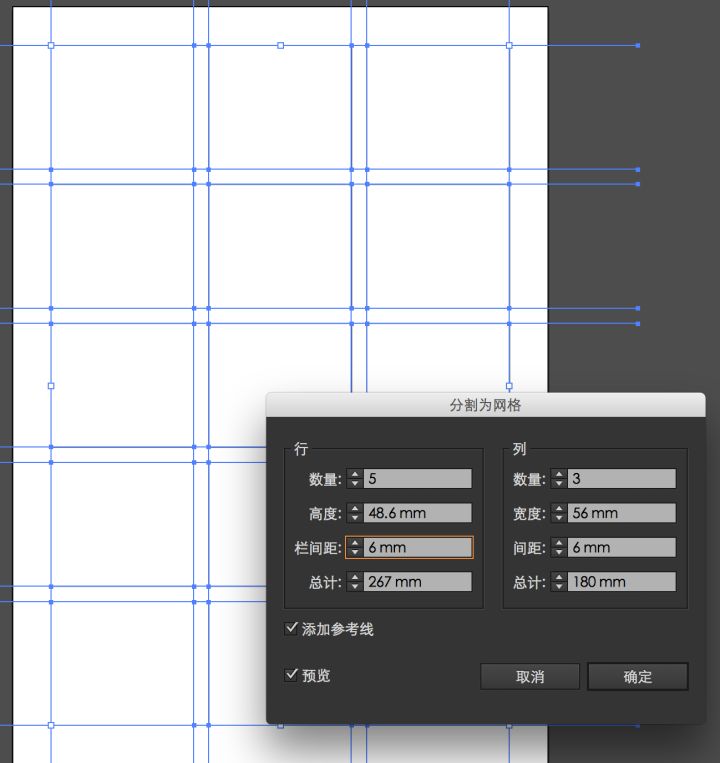 分割为网格
行
数量: 5
高度: 48.6 mm
栏间距: 6 mm
总计: 267 mm
列
数量: 3
宽度: 56 mm
间距: 6 mm
总计: 180 mm
添加参考线
预览
取消
确定